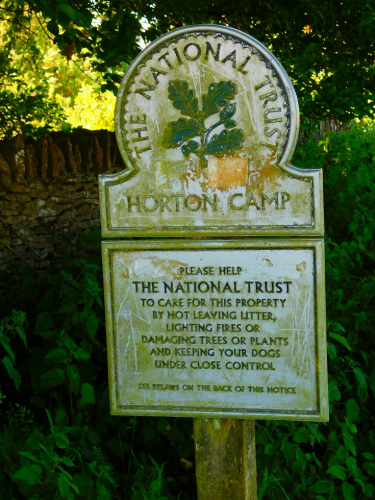 THE NATIONAL TRUST
HORTON CAMP
PLEASE HELP
THE NATIONAL TRUST
TO CARE FOR THIS PROPERTY
BY NOT LEAVING LITTER,
LIGHTING FIRES OR
DAMAGING TREES OR PLANTS
AND KEEPING YOUR DOGS
UNDER CLOSE CONTROL
SEE BYLAWS ON THE BACK OF THIS NOTICE